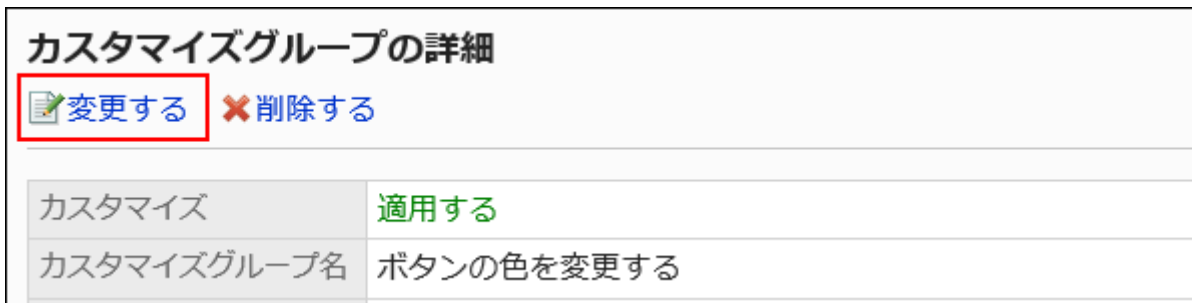 カスタマイズグループの詳細
変更する 削除する
カスタマイズ 適用する
カスタマイズグループ名 ボタンの色を変更する